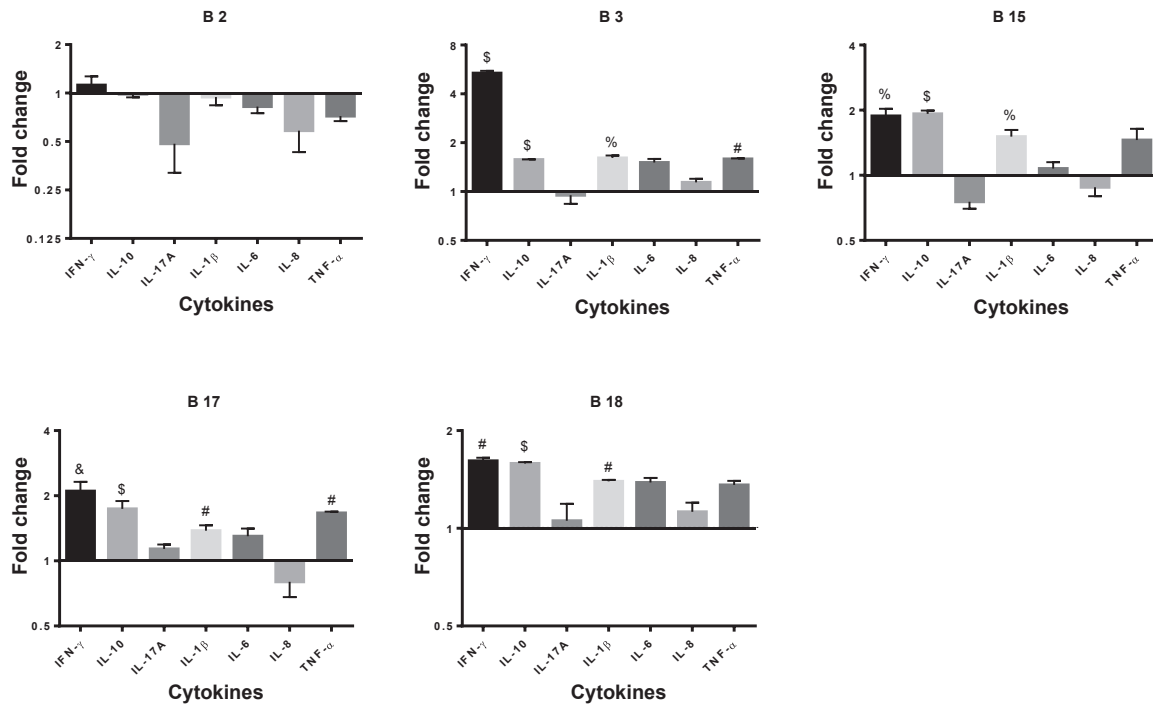 B 2
Fold change
2
1
0.5
0.25
0.125
IFN-γ
IL-10
IL-17A
IL-1β
IL-6
IL-8
TNF-α
Cytokines
B 3
Fold change
8
4
2
1
0.5
$
$
%
#
IFN-γ
IL-10
IL-17A
IL-1β
IL-6
IL-8
TNF-α
Cytokines
B 15
Fold change
4
2
1
0.5
%
$
%
IFN-γ
IL-10
IL-17A
IL-1β
IL-6
IL-8
TNF-α
Cytokines
B 17
Fold change
4
2
1
0.5
&
$
#
#
IFN-γ
IL-10
IL-17A
IL-1β
IL-6
IL-8
TNF-α
Cytokines
B 18
Fold change
2
1
0.5
#
$
#
IFN-γ
IL-10
IL-17A
IL-1β
IL-6
IL-8
TNF-α
Cytokines